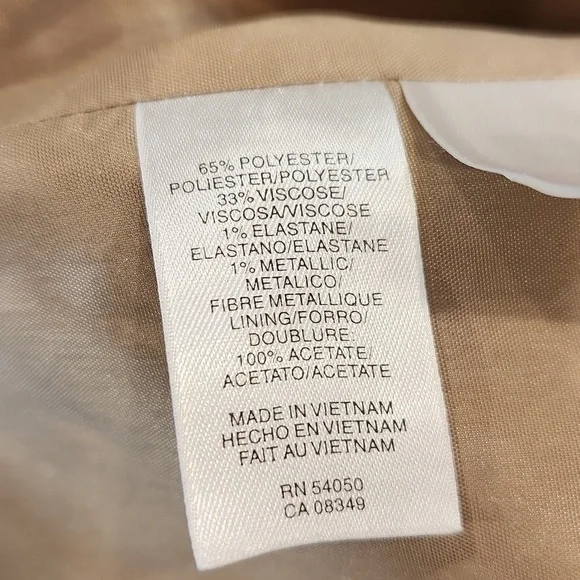 65% POLYESTER/
POLIESTER/POLYESTER
33% VISCOSE/
VISCOSA/VISCOSE
1% ELASTANE/
ELASTANO/ELASTANE
1% METALLIC/
METALICO/
FIBRE METALLIQUE
LINING/FORRO/
DOUBLURE:
100% ACETATE/
ACETATO/ACETATE
MADE IN VIETNAM
HECHO EN VIETNAM
FAIT AU VIETNAM
RN 54050
CA 08349